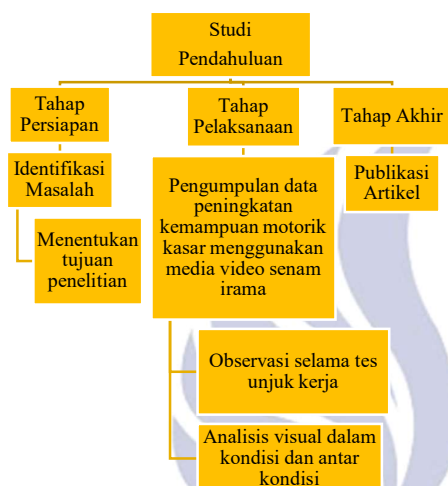 Studi
Pendahuluan
Tahap
Persiapan
Tahap
Pelaksanaan
Tahap Akhir
Identifikasi
Masalah
Menentukan
tujuan
penelitian
Pengumpulan data
peningkatan
kemampuan motorik
kasar menggunakan
media video senam
irama
Observasi selama tes
unjuk kerja
Analisis visual dalam
kondisi dan antar
kondisi
Publikasi
Artikel